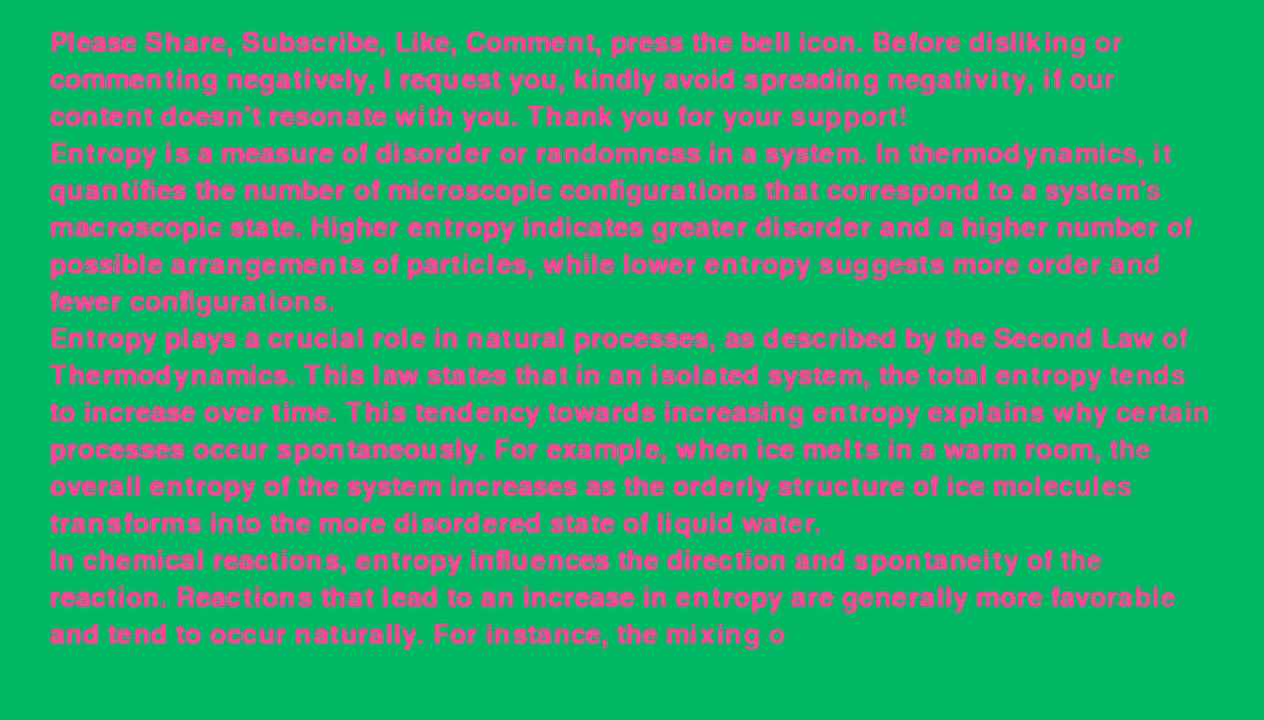 Please Share, Subscribe, Like, Comment, press the bell icon. Before disliking or
commenting negatively, I request you, kindly avoid spreading negativity, if our
content doesn't resonate with you. Thank you for your support!
Entropy is a measure of disorder or randomness in a system. In thermodynamics, it
quantifies the number of microscopic configurations that correspond to a system's
macroscopic state. Higher entropy indicates greater disorder and a higher number of
possible arrangements of particles, while lower entropy suggests more order and
fewer configurations.
Entropy plays a crucial role in natural processes, as described by the Second Law of
Thermodynamics. This law states that in an isolated system, the total entropy tends
to increase over time. This tendency towards increasing entropy explains why certain
processes occur spontaneously. For example, when ice melts in a warm room, the
overall entropy of the system increases as the orderly structure of ice molecules
transforms into the more disordered state of liquid water.
In chemical reactions, entropy influences the direction and spontaneity of the
reaction. Reactions that lead to an increase in entropy are generally more favorable
and tend to occur naturally. For instance, the mixing o